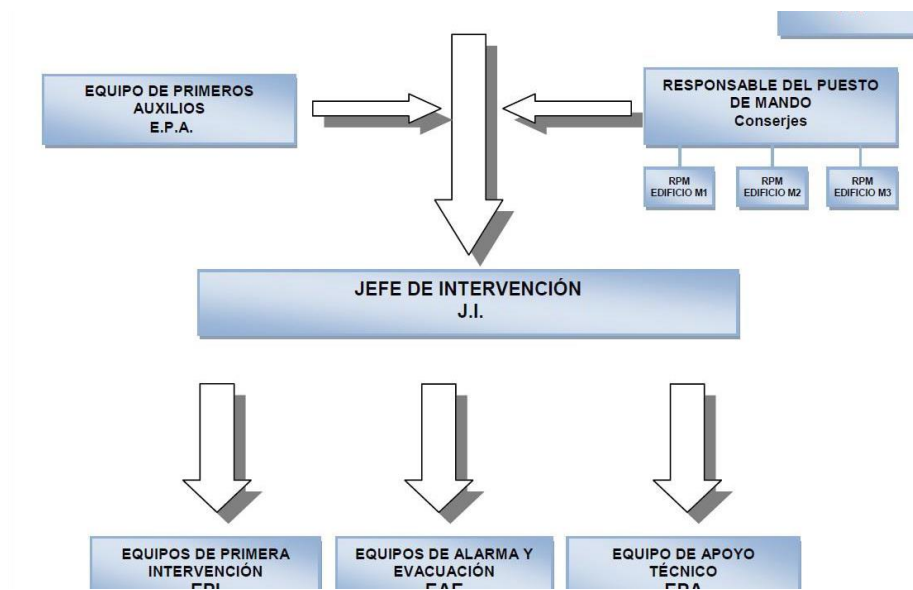 EQUIPO DE PRIMEROS
AUXILIOS
E.P.A.
RESPONSABLE DEL PUESTO
DE MANDO
Conserjes
RPM
EDIFICIO M1
RPM
EDIFICIO M2
RPM
EDIFICIO M3
JEFE DE INTERVENCIÓN
J.I.
EQUIPOS DE PRIMERA
INTERVENCIÓN
EQUIPOS DE ALARMA Y
EVACUACIÓN
EQUIPO DE APOYO
TÉCNICO